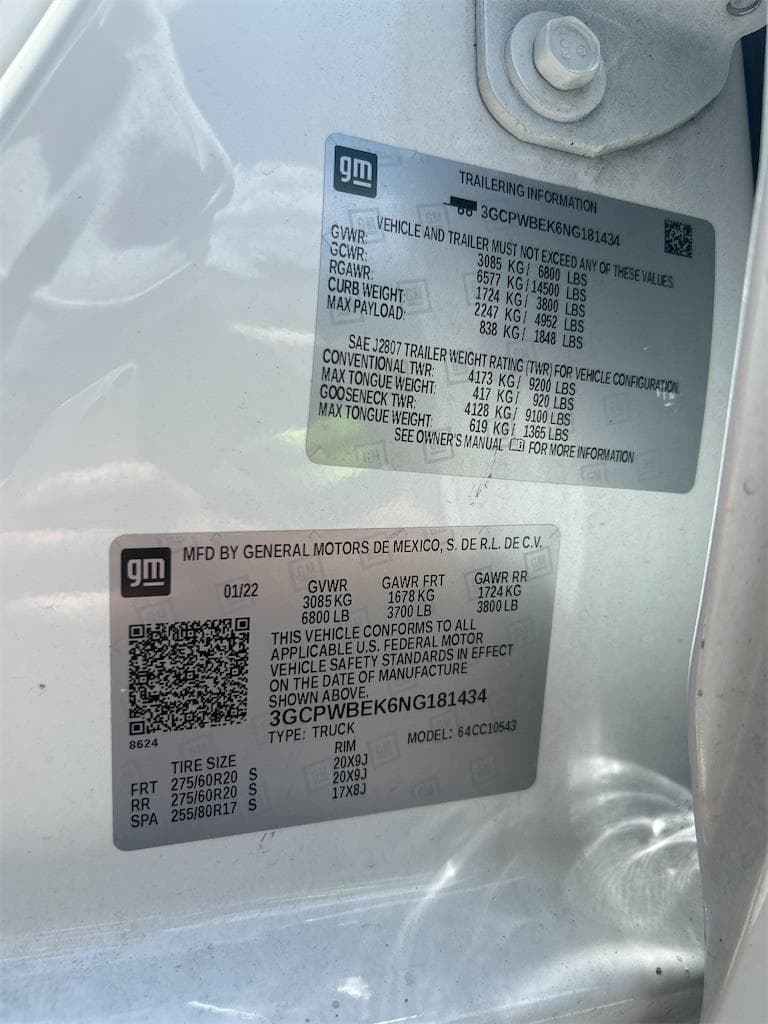 gm
TRAILERING INFORMATION
3GCPWBEK6NG181434
VEHICLE AND TRAILER MUST NOT EXCEED ANY OF THESE VALUES.
GVWR: 3085 KG/ 6800 LBS
GCWR: 6577 KG/14500 LBS
RGAWR: 1724 KG/ 3800 LBS
CURB WEIGHT: 2247 KG/ 4952 LBS
MAX PAYLOAD: 838 KG/ 1848 LBS
SAE J2807 TRAILER WEIGHT RATING (TWR) FOR VEHICLE CONFIGURATION.
CONVENTIONAL TWR: 4173 KG/ 9200 LBS
MAX TONGUE WEIGHT: 417 KG/ 920 LBS
GOOSENECK TWR: 4128 KG/ 9100 LBS
MAX TONGUE WEIGHT: 619 KG/ 1365 LBS
SEE OWNER'S MANUAL FOR MORE INFORMATION
gm
MFD BY GENERAL MOTORS DE MEXICO, S. DE R.L. DE C.V.
01/22 GVWR GAWR FRT GAWR RR
3085 KG 1678 KG 1724 KG
6800 LB 3700 LB 3800 LB
THIS VEHICLE CONFORMS TO ALL
APPLICABLE U.S. FEDERAL MOTOR
VEHICLE SAFETY STANDARDS IN EFFECT
ON THE DATE OF MANUFACTURE
SHOWN ABOVE.
3GCPWBEK6NG181434
8624
TYPE: TRUCK MODEL: 64CC10543
TIRE SIZE RIM
FRT 275/60R20 S 20X9J
RR 275/60R20 S 20X9J
SPA 255/80R17 S 17X8J